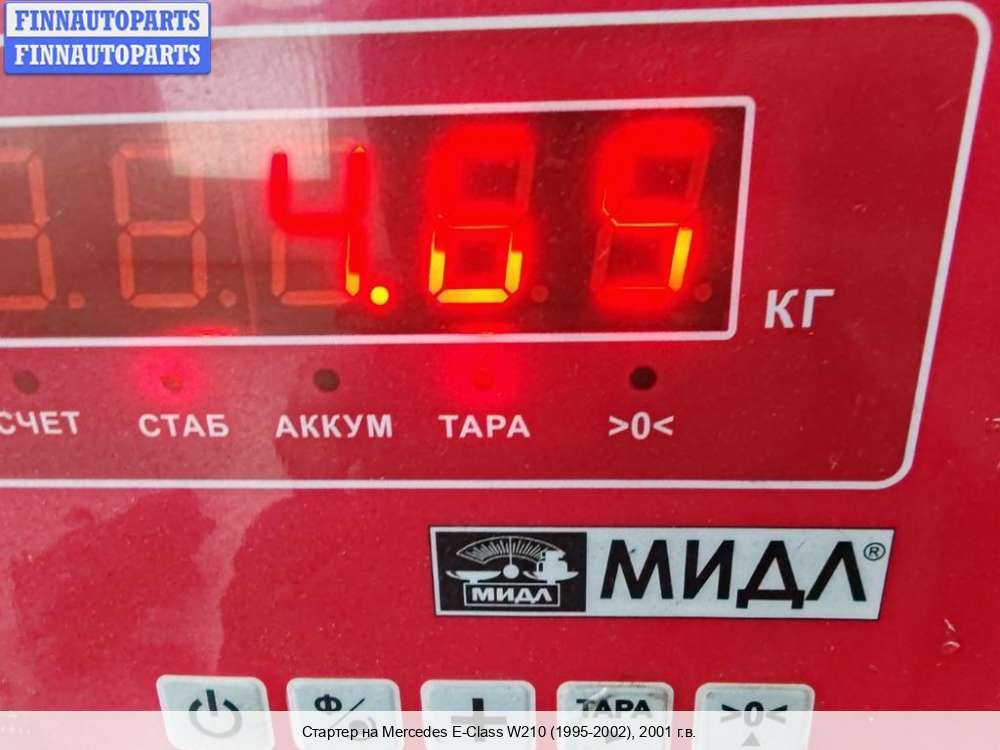 FINNAUTOPARTS
FINNAUTOPARTS
4.65
КГ
СЧЕТ СТАБ АККУМ ТАРА >0<
МИДЛ МИДЛ®
Ф/ + ТАРА >0<
Стартер на Mercedes E-Class W210 (1995-2002), 2001 г.в.